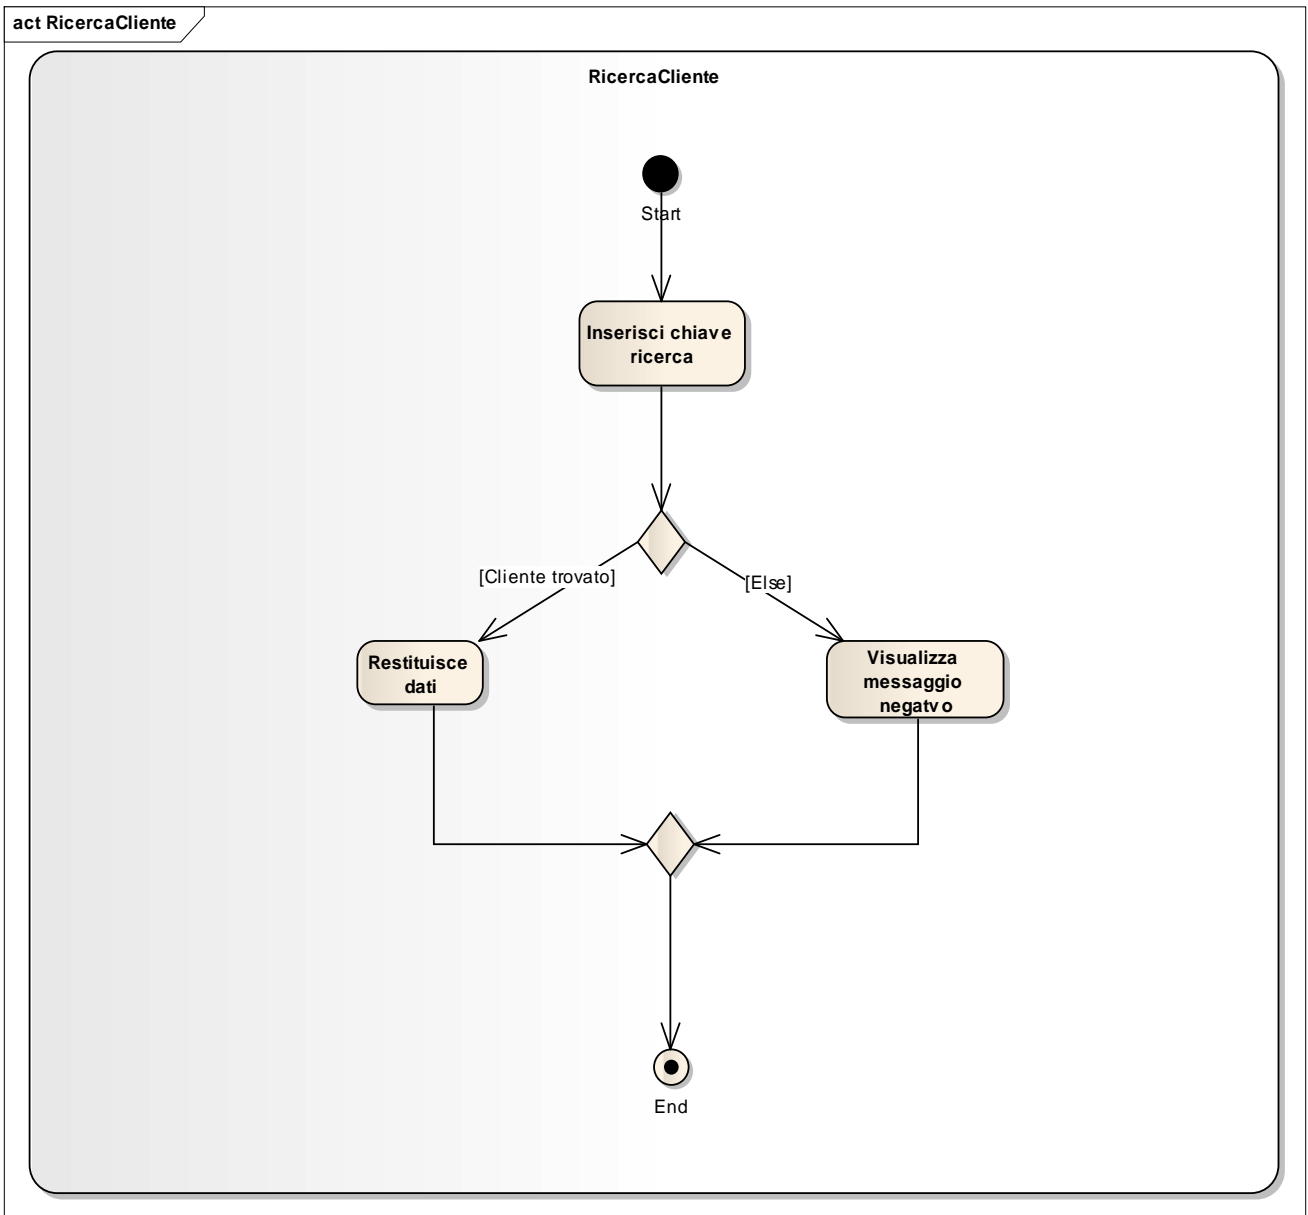 act RicercaCliente
RicercaCliente
Start
Inserisci chiave
ricerca
[Cliente trovato]
[Else]
Restituisce
dati
Visualizza
messaggio
negatvo
End